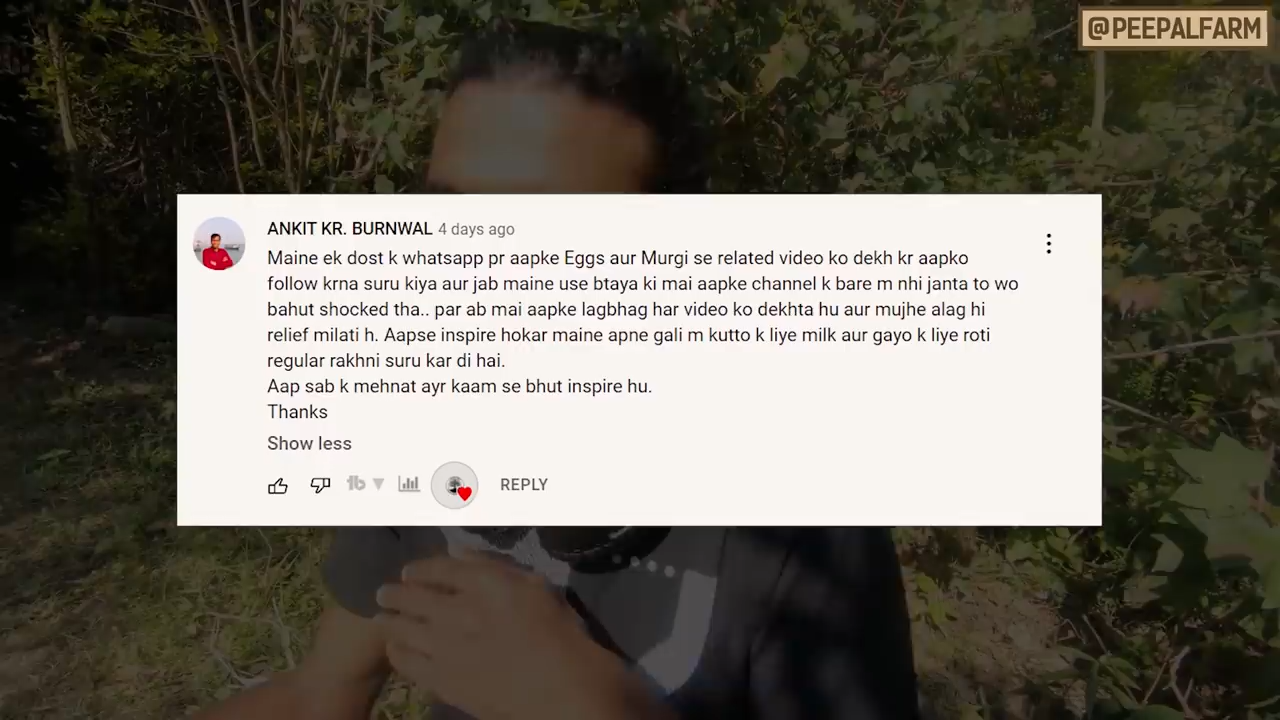 @PEEPALFARM
ANKIT KR. BURNWAL 4 days ago
Maine ek dost k whatsapp pr aapke Eggs aur Murgi se related video ko dekh kr aapko
follow krna suru kiya aur jab maine use btaya ki mai aapke channel k bare m nhi janta to wo
bahut shocked tha.. par ab mai aapke lagbhag har video ko dekhta hu aur mujhe alag hi
relief milati h. Aapse inspire hokar maine apne gali m kutto k liye milk aur gayo k liye roti
regular rakhni suru kar di hai.
Aap sab k mehnat ayr kaam se bhut inspire hu.
Thanks
Show less
tb
REPLY